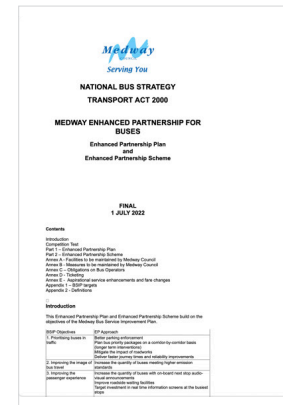 Medway
Serving You
NATIONAL BUS STRATEGY
TRANSPORT ACT 2000
MEDWAY ENHANCED PARTNERSHIP FOR
BUSES
Enhanced Partnership Plan
and
Enhanced Partnership Scheme
FINAL
1 JULY 2022
Contents
Introduction
Competition Test
Part 1 – Enhanced Partnership Plan
Part 2 – Enhanced Partnership Scheme
Annex A - Facilities to be maintained by Medway Council
Annex B - Measures to be maintained by Medway Council
Annex C – Obligations on Bus Operators
Annex D - Ticketing
Annex E – Aspirational service enhancements and fare changes
Appendix 1 – BSIP targets
Appendix 2 - Definitions
Introduction
This Enhanced Partnership Plan and Enhanced Partnership Scheme build on the
objectives of the Medway Bus Service Improvement Plan.
BSIP Objectives EP Approach
1. Prioritising buses in traffic
Better parking enforcement
Plan bus priority packages on a corridor-by-corridor basis
(longer term interventions)
Mitigate the impact of roadworks
Deliver faster journey times and reliability improvements
2. Improving the image of bus travel
Increase the quantity of buses meeting higher emission
standards
3. Improving the passenger experience
Increase the quantity of buses with on-board next stop audio-
visual announcements
Improve roadside waiting facilities
Target investment in real time information screens at the busiest
stops